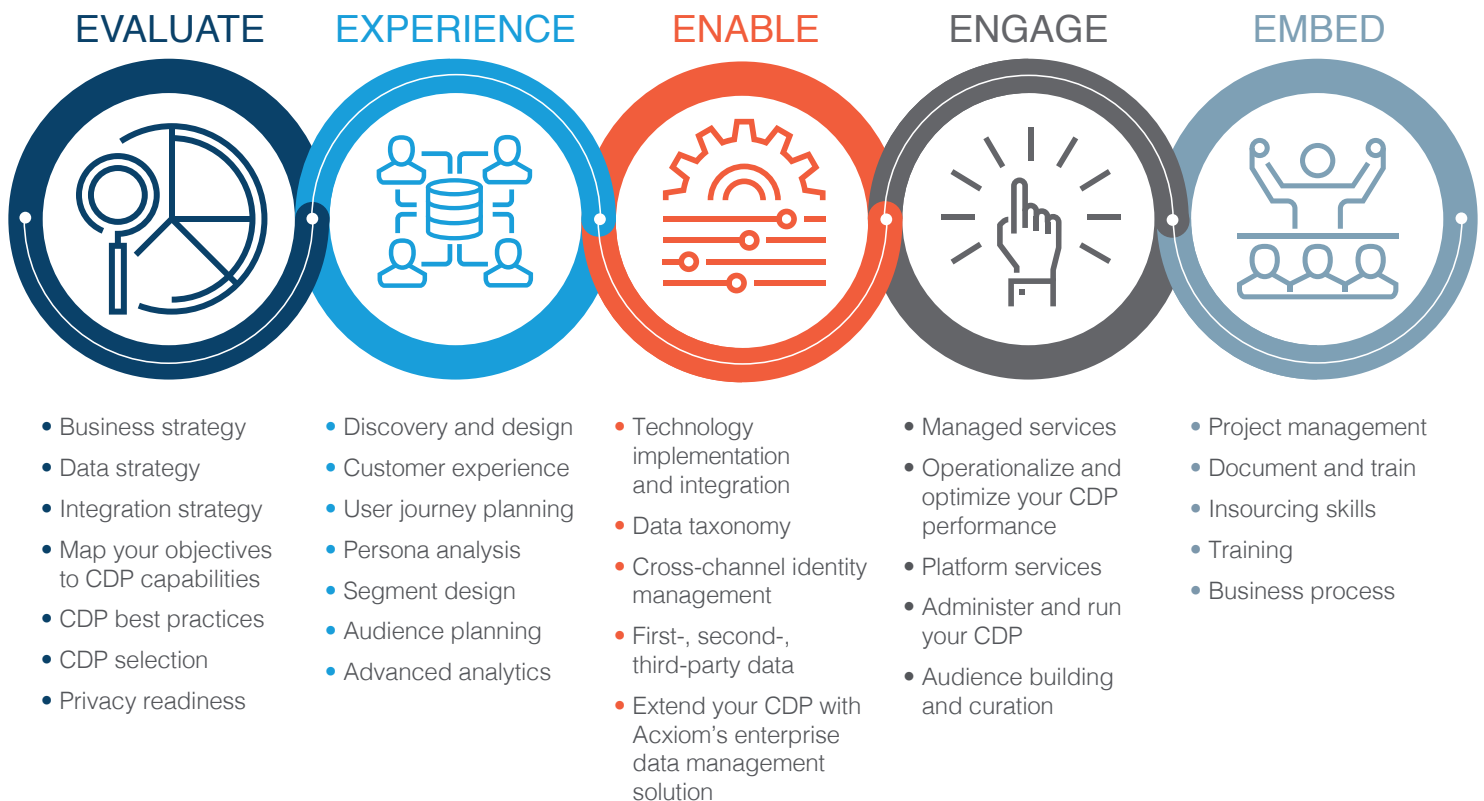 EVALUATE
EXPERIENCE
ENABLE
ENGAGE
EMBED
• Business strategy
• Data strategy
• Integration strategy
• Map your objectives
to CDP capabilities
• CDP best practices
• CDP selection
• Privacy readiness
• Discovery and design
• Customer experience
• User journey planning
• Persona analysis
• Segment design
• Audience planning
• Advanced analytics
• Technology
implementation
and integration
• Data taxonomy
• Cross-channel identity
management
• First-, second-,
third-party data
• Extend your CDP with
Acxiom’s enterprise
data management
solution
• Managed services
• Operationalize and
optimize your CDP
performance
• Platform services
• Administer and run
your CDP
• Audience building
and curation
• Project management
• Document and train
• Insourcing skills
• Training
• Business process